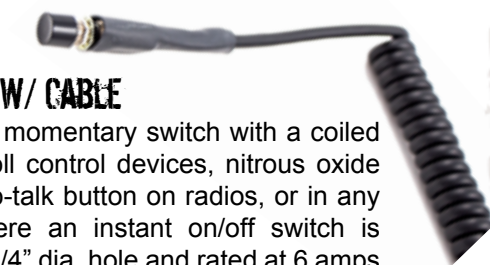 W/ CABLE
momentary switch with a coiled
oll control devices, nitrous oxide
o-talk button on radios, or in any
ere an instant on/off switch is
/4” dia. hole and rated at 6 amps